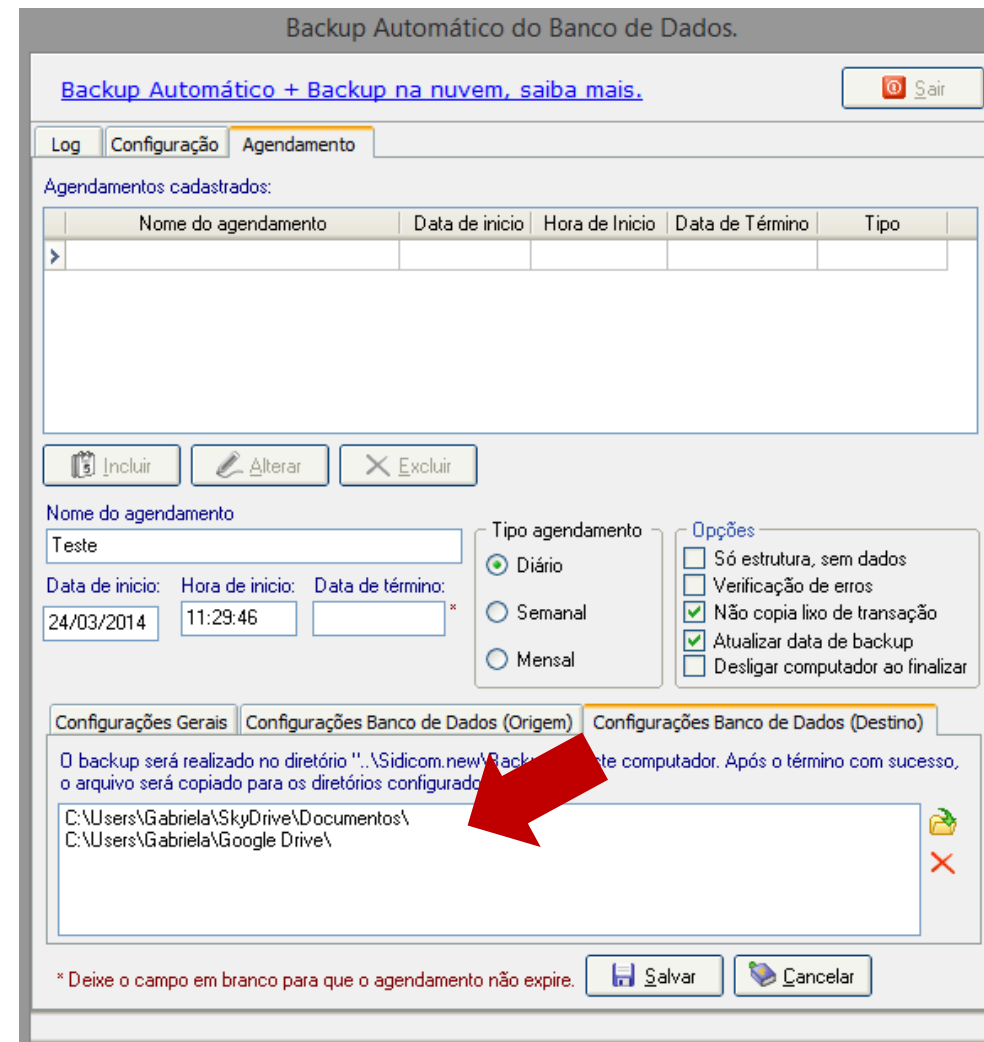 Backup Automático do Banco de Dados.
Backup Automático + Backup na nuvem, saiba mais.
Sair
Log Configuração Agendamento
Agendamentos cadastrados:
Nome do agendamento Data de inicio Hora de Inicio Data de Término Tipo
Incluir Alterar Excluir
Nome do agendamento
Teste
Data de inicio: Hora de inicio: Data de término:
24/03/2014 11:29:46 *
Tipo agendamento
Diário
Semanal
Mensal
Opções
Só estrutura, sem dados
Verificação de erros
Não copia lixo de transação
Atualizar data de backup
Desligar computador ao finalizar
Configurações Gerais Configurações Banco de Dados (Origem) Configurações Banco de Dados (Destino)
O backup será realizado no diretório "..\Sidicom.new\Back computador. Após o término com sucesso,
o arquivo será copiado para os diretórios
C:\Users\Gabriela\SkyDrive\Documentos\
C:\Users\Gabriela\Google Drive\
* Deixe o campo em branco para que o agendamento não expire.
Salvar Cancelar